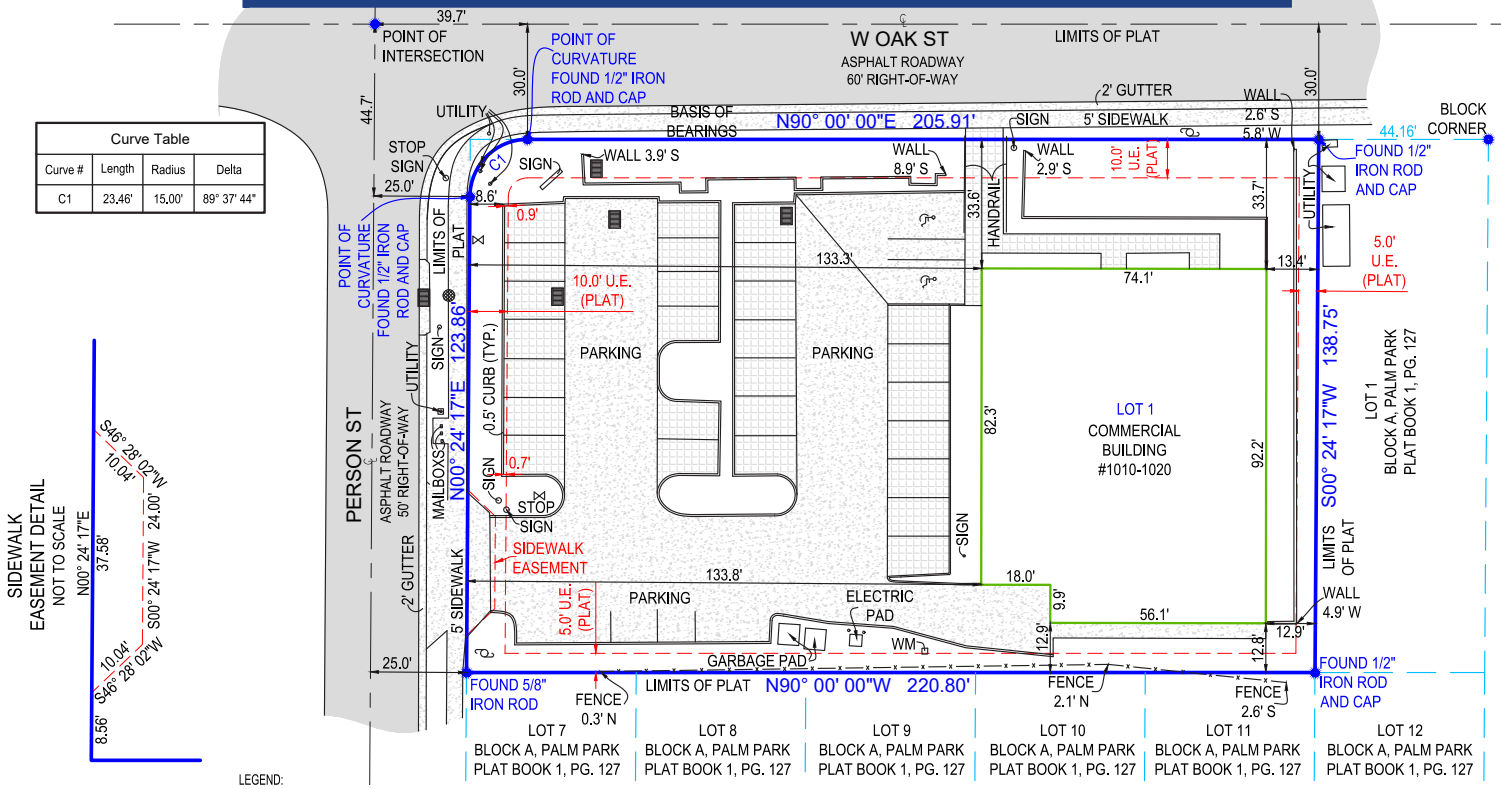 39.7'
℄
POINT OF
INTERSECTION
POINT OF
CURVATURE
FOUND 1/2" IRON
ROD AND CAP
W OAK ST
ASPHALT ROADWAY
60' RIGHT-OF-WAY
LIMITS OF PLAT
30.0'
30.0'
44.7'
UTILITY
BASIS OF
BEARINGS
N90° 00' 00"E 205.91'
2' GUTTER
5' SIDEWALK
SIGN
WALL
2.6' S
5.8' W
BLOCK
CORNER
44.16'
FOUND 1/2"
IRON ROD
AND CAP
Curve Table
Curve # Length Radius Delta
C1 23.46' 15.00' 89° 37' 44"
STOP
SIGN
C1
SIGN
WALL 3.9' S
WALL
8.9' S
WALL
2.9' S
10.0'
U.E.
(PLAT)
33.7'
UTILITY
25.0'
8.6'
0.9'
33.6'
HANDRAIL
POINT OF
CURVATURE
FOUND 1/2" IRON
ROD AND CAP
LIMITS OF
PLAT
133.3'
74.1'
13.4'
5.0'
U.E.
(PLAT)
10.0' U.E.
(PLAT)
SIGN
N00° 24' 17"E 123.86'
0.5' CURB (TYP.)
PARKING
PARKING
82.3'
LOT 1
COMMERCIAL
BUILDING
#1010-1020
92.2'
S00° 24' 17"W 138.75'
LOT 1
BLOCK A, PALM PARK
PLAT BOOK 1, PG. 127
UTILITY
PERSON ST
℄
ASPHALT ROADWAY
50' RIGHT-OF-WAY
MAILBOXS
SIGN
0.7'
STOP
SIGN
SIDEWALK
EASEMENT
SIGN
LIMITS
OF PLAT
SIDEWALK
EASEMENT DETAIL
NOT TO SCALE
N00° 24' 17"E
37.58'
S46° 28' 02"W
10.04'
S00° 24' 17"W 24.00'
10.04'
S46° 28' 02"W
8.56'
2' GUTTER
5' SIDEWALK
133.8'
18.0'
9.9'
5.0' U.E.
(PLAT)
PARKING
ELECTRIC
PAD
56.1'
WALL
4.9' W
12.9'
12.9'
12.8'
GARBAGE PAD
WM
25.0'
FOUND 5/8"
IRON ROD
FENCE
0.3' N
LIMITS OF PLAT
N90° 00' 00"W 220.80'
FENCE
2.1' N
FENCE
2.6' S
FOUND 1/2"
IRON ROD
AND CAP
LOT 7
BLOCK A, PALM PARK
PLAT BOOK 1, PG. 127
LOT 8
BLOCK A, PALM PARK
PLAT BOOK 1, PG. 127
LOT 9
BLOCK A, PALM PARK
PLAT BOOK 1, PG. 127
LOT 10
BLOCK A, PALM PARK
PLAT BOOK 1, PG. 127
LOT 11
BLOCK A, PALM PARK
PLAT BOOK 1, PG. 127
LOT 12
BLOCK A, PALM PARK
PLAT BOOK 1, PG. 127
LEGEND: